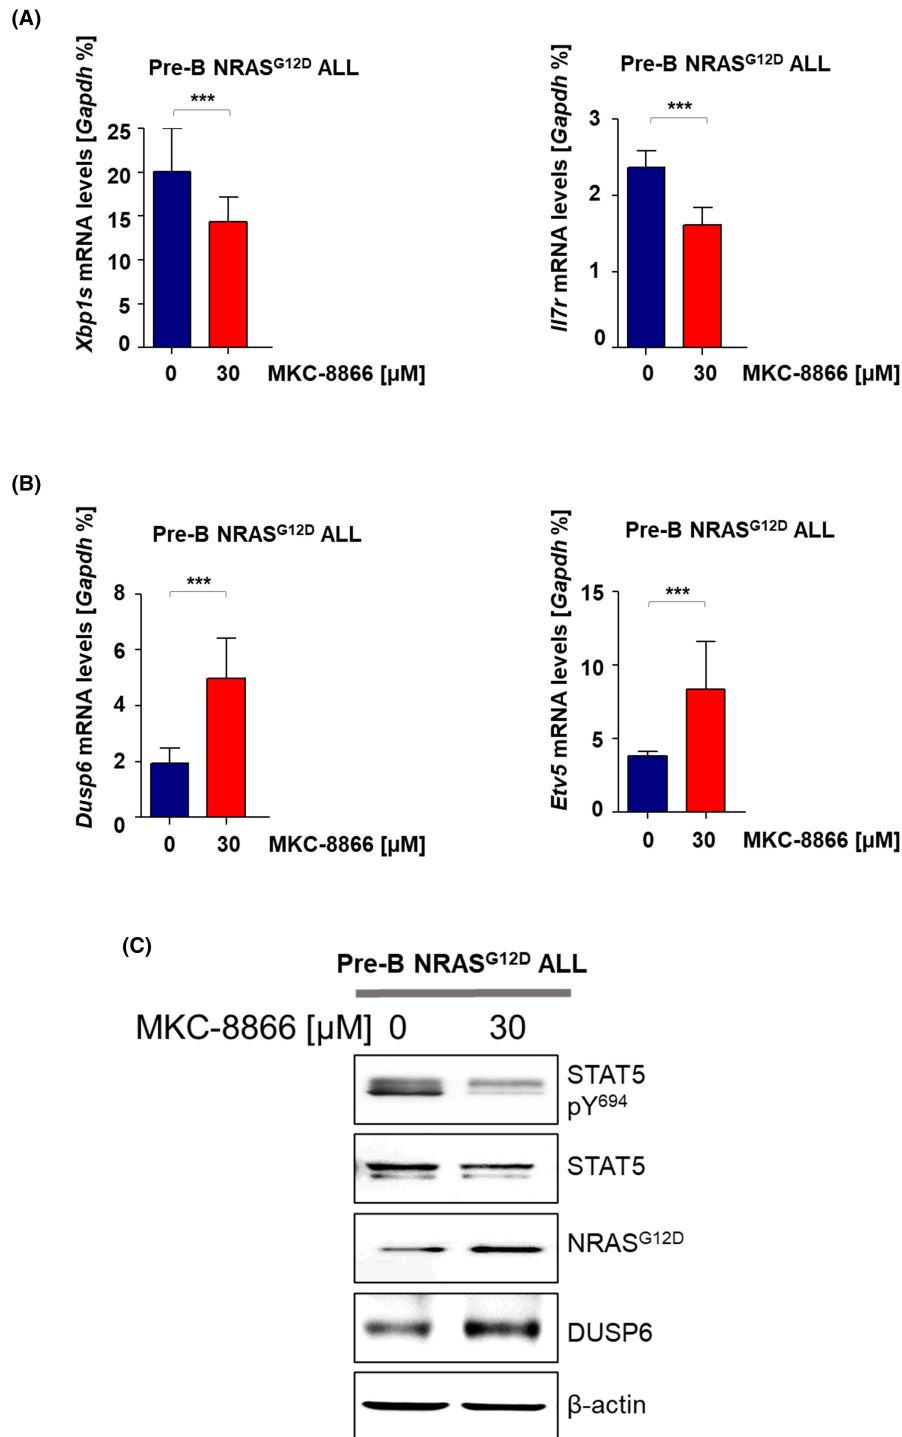 (A)
Pre-B NRASG12D ALL
***
Xbp1s mRNA levels [Gapdh %]
25
20
15
10
5
0
0 30 MKC-8866 [µM]
Pre-B NRASG12D ALL
***
Il7r mRNA levels [Gapdh %]
3
2
1
0
0 30 MKC-8866 [µM]
(B)
Pre-B NRASG12D ALL
***
Dusp6 mRNA levels [Gapdh %]
8
6
4
2
0
0 30 MKC-8866 [µM]
Pre-B NRASG12D ALL
***
Etv5 mRNA levels [Gapdh %]
15
10
5
0
0 30 MKC-8866 [µM]
(C)
Pre-B NRASG12D ALL
MKC-8866 [µM] 0 30
STAT5
pY694
STAT5
NRASG12D
DUSP6
β-actin